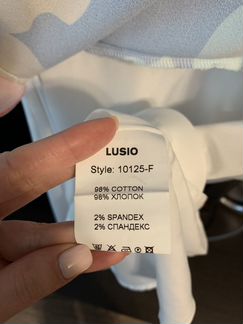 LUSIO
Style: 10125-F
98% COTTON
98% ХЛОПОК
2% SPANDEX
2% СПАНДЕКС